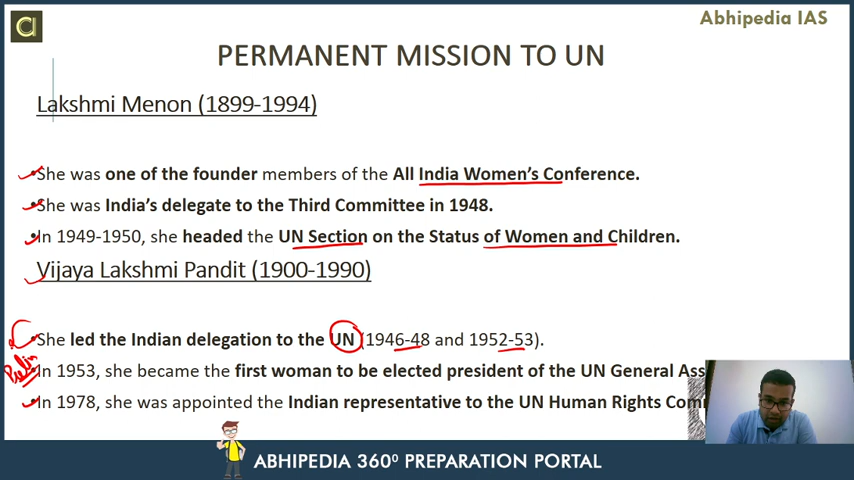 Abhipedia IAS
PERMANENT MISSION TO UN
Lakshmi Menon (1899-1994)
•She was one of the founder members of the All India Women's Conference.
•She was India's delegate to the Third Committee in 1948.
•In 1949-1950, she headed the UN Section on the Status of Women and Children.
Vijaya Lakshmi Pandit (1900-1990)
•She led the Indian delegation to the UN (1946-48 and 1952-53).
•In 1953, she became the first woman to be elected president of the UN General
•In 1978, she was appointed the Indian representative to the UN Human Rights
ABHIPEDIA 360⁰ PREPARATION PORTAL